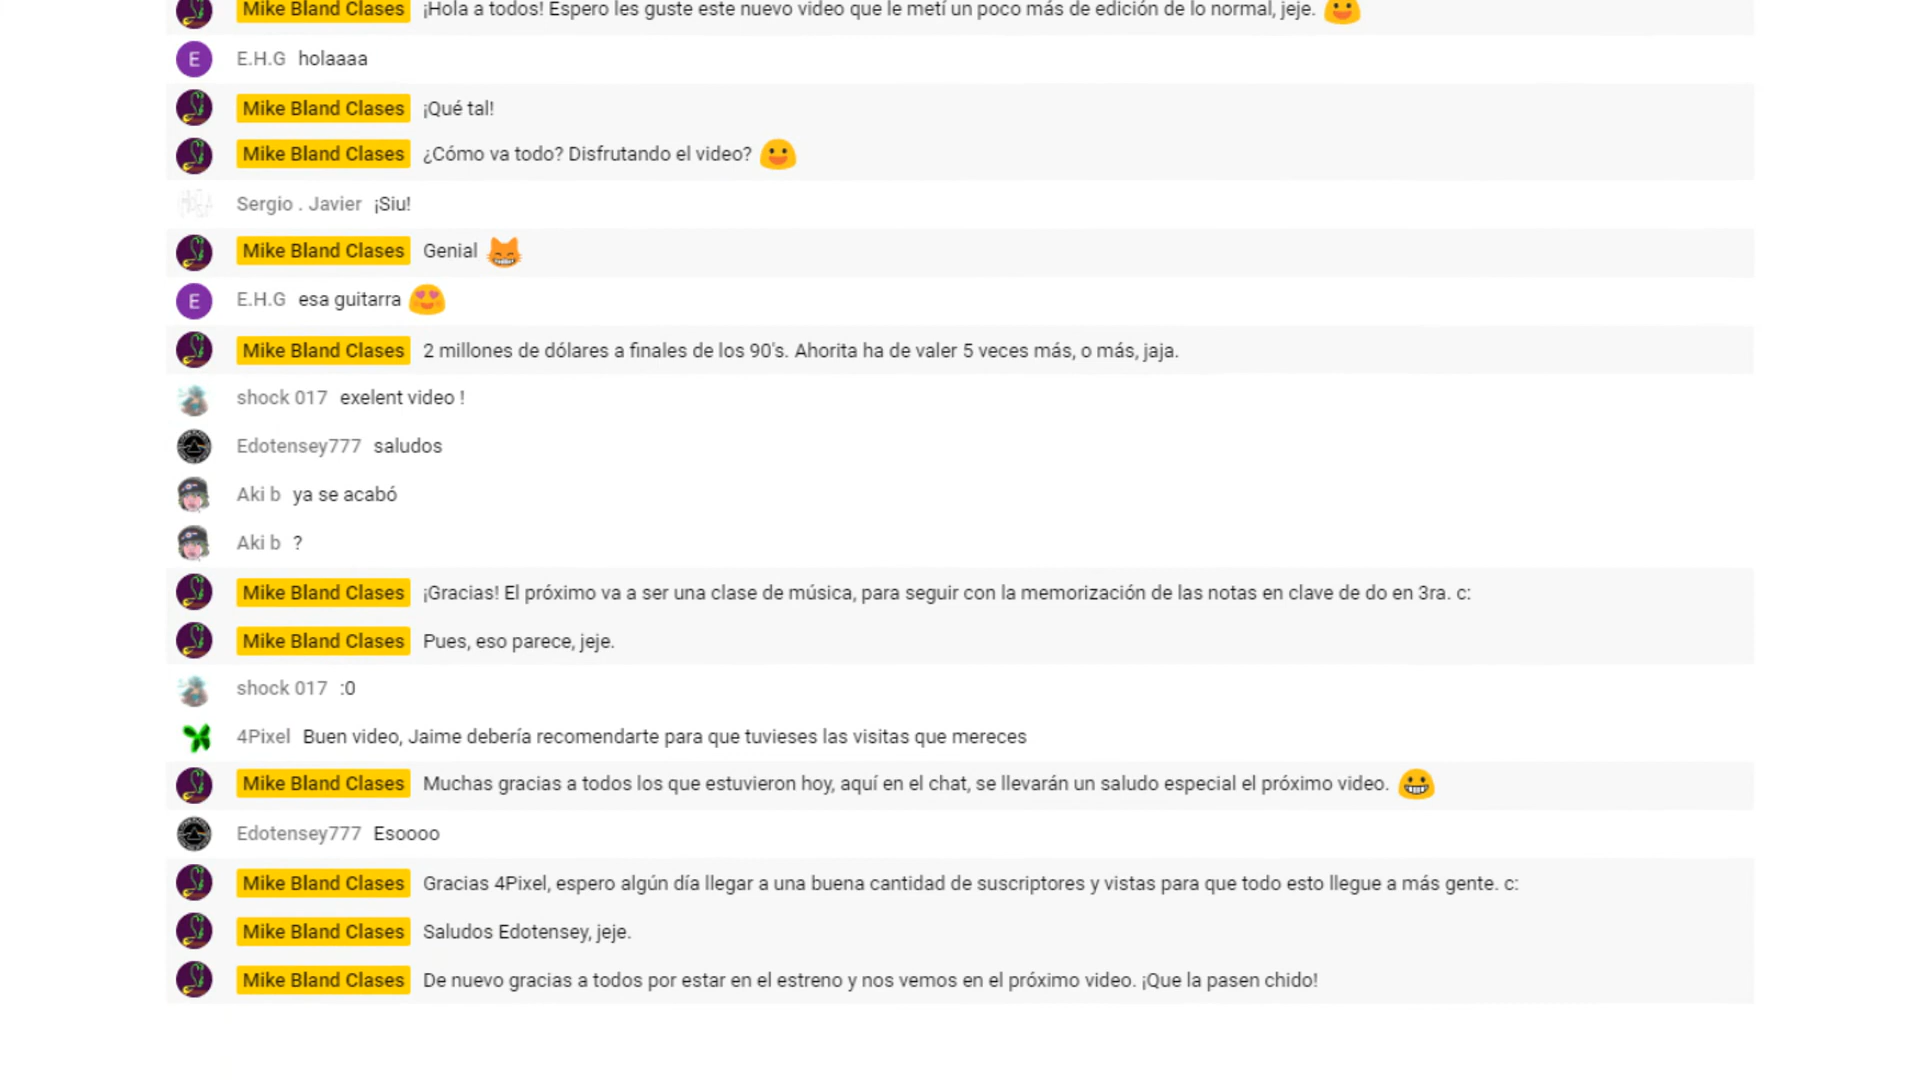 Mike Bland Clases ¡Hola a todos! Espero les guste este nuevo video que le metí un poco más de edición de lo normal, jeje.
E E.H.G holaaaa
Mike Bland Clases ¡Qué tal!
Mike Bland Clases ¿Cómo va todo? Disfrutando el video?
Sergio . Javier ¡Siu!
Mike Bland Clases Genial
E E.H.G esa guitarra
Mike Bland Clases 2 millones de dólares a finales de los 90's. Ahorita ha de valer 5 veces más, o más, jaja.
shock 017 exelent video !
Edotensey777 saludos
Aki b ya se acabó
Aki b ?
Mike Bland Clases ¡Gracias! El próximo va a ser una clase de música, para seguir con la memorización de las notas en clave de do en 3ra. c:
Mike Bland Clases Pues, eso parece, jeje.
shock 017 :0
4Pixel Buen video, Jaime debería recomendarte para que tuvieses las visitas que mereces
Mike Bland Clases Muchas gracias a todos los que estuvieron hoy, aquí en el chat, se llevarán un saludo especial el próximo video.
Edotensey777 Esoooo
Mike Bland Clases Gracias 4Pixel, espero algún día llegar a una buena cantidad de suscriptores y vistas para que todo esto llegue a más gente. c:
Mike Bland Clases Saludos Edotensey, jeje.
Mike Bland Clases De nuevo gracias a todos por estar en el estreno y nos vemos en el próximo video. ¡Que la pasen chido!